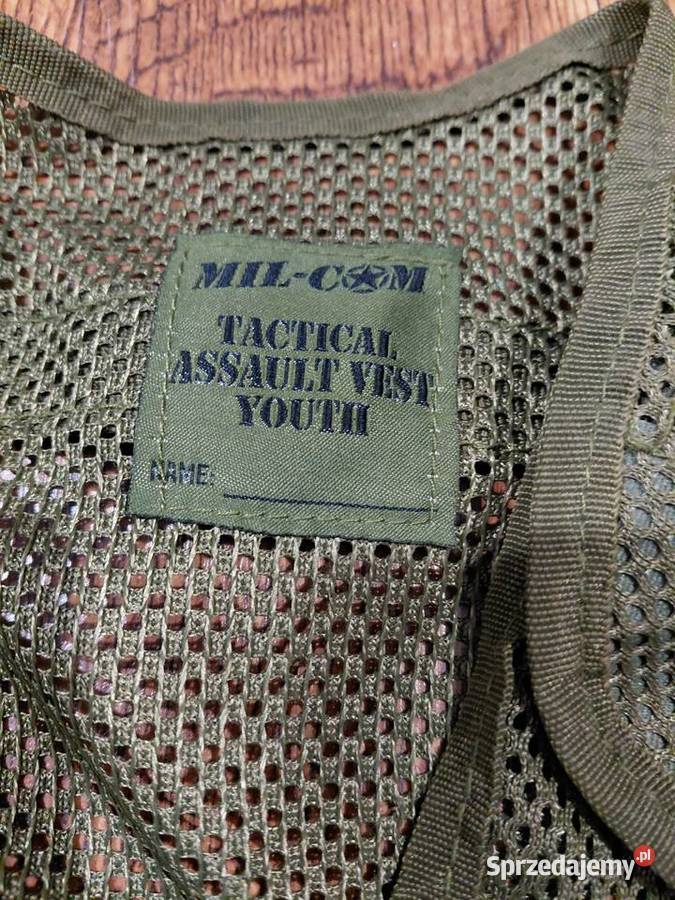 MIL-COM
TACTICAL
ASSAULT VEST
YOUTH
NAME:
Sprzedajemy.pl